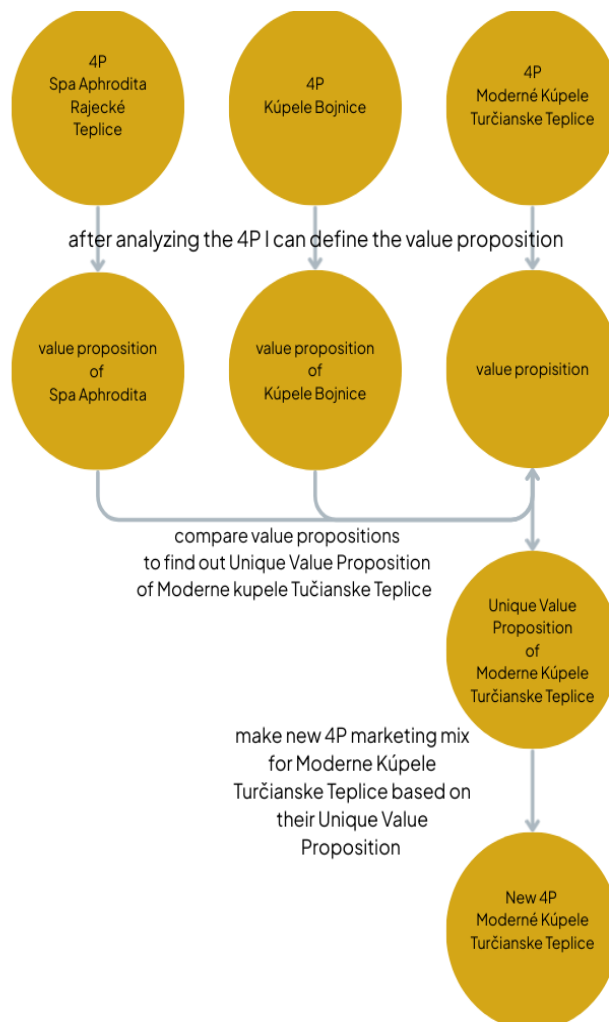 4P
Spa Aphrodita
Rajecké
Teplice
4P
Kúpele Bojnice
4P
Moderné Kúpele
Turčianske Teplice
after analyzing the 4P I can define the value proposition
value proposition
of
Spa Aphrodita
value proposition
of
Kúpele Bojnice
value propisition
compare value propositions
to find out Unique Value Proposition
of Moderne kupele Tučianske Teplice
Unique Value
Proposition
of
Moderne Kúpele
Turčianske Teplice
make new 4P marketing mix
for Moderne Kúpele
Turčianske Teplice based on
their Unique Value
Proposition
New 4P
Moderné Kúpele
Turčianske Teplice